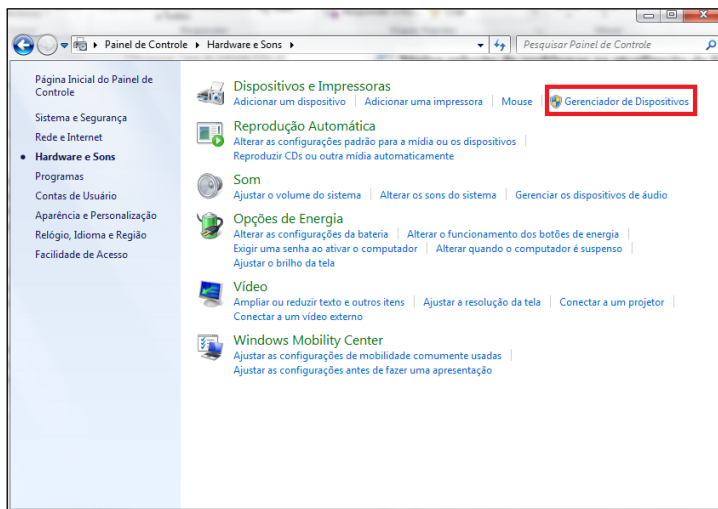 Painel de Controle Hardware e Sons
Pesquisar Painel de Controle
Página Inicial do Painel de
Controle
Sistema e Segurança
Rede e Internet
Hardware e Sons
Programas
Contas de Usuário
Aparência e Personalização
Relógio, Idioma e Região
Facilidade de Acesso
Dispositivos e Impressoras
Adicionar um dispositivo Adicionar uma impressora Mouse Gerenciador de Dispositivos
Reprodução Automática
Alterar as configurações padrão para a mídia ou os dispositivos
Reproduzir CDs ou outra mídia automaticamente
Som
Ajustar o volume do sistema Alterar os sons do sistema Gerenciar os dispositivos de áudio
Opções de Energia
Alterar as configurações da bateria Alterar o funcionamento dos botões de energia
Exigir uma senha ao ativar o computador Alterar quando o computador é suspenso
Ajustar o brilho da tela
Vídeo
Ampliar ou reduzir texto e outros itens Ajustar a resolução da tela Conectar a um projetor
Conectar a um vídeo externo
Windows Mobility Center
Ajustar as configurações de mobilidade comumente usadas
Ajustar as configurações antes de fazer uma apresentação